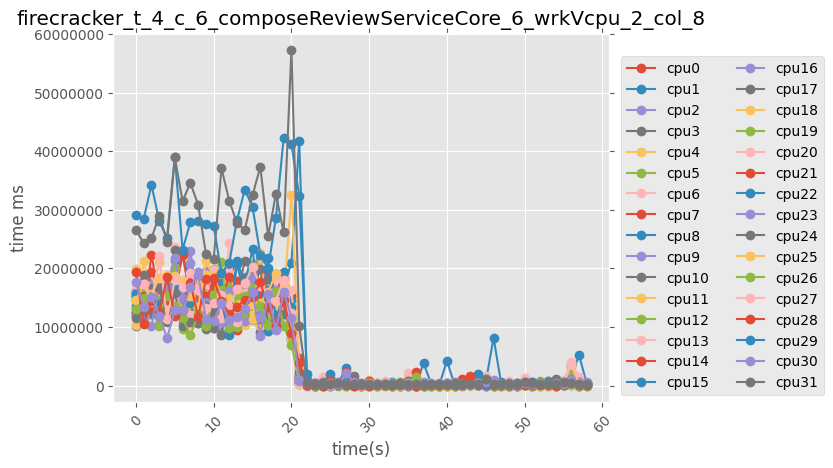 firecracker_t_4_c_6_composeReviewServiceCore_6_wrkVcpu_2_col_8
60000000
50000000
40000000
30000000
20000000
10000000
0
time ms
0
10
20
30
40
50
60
time(s)
cpu0
cpu1
cpu2
cpu3
cpu4
cpu5
cpu6
cpu7
cpu8
cpu9
cpu10
cpu11
cpu12
cpu13
cpu14
cpu15
cpu16
cpu17
cpu18
cpu19
cpu20
cpu21
cpu22
cpu23
cpu24
cpu25
cpu26
cpu27
cpu28
cpu29
cpu30
cpu31